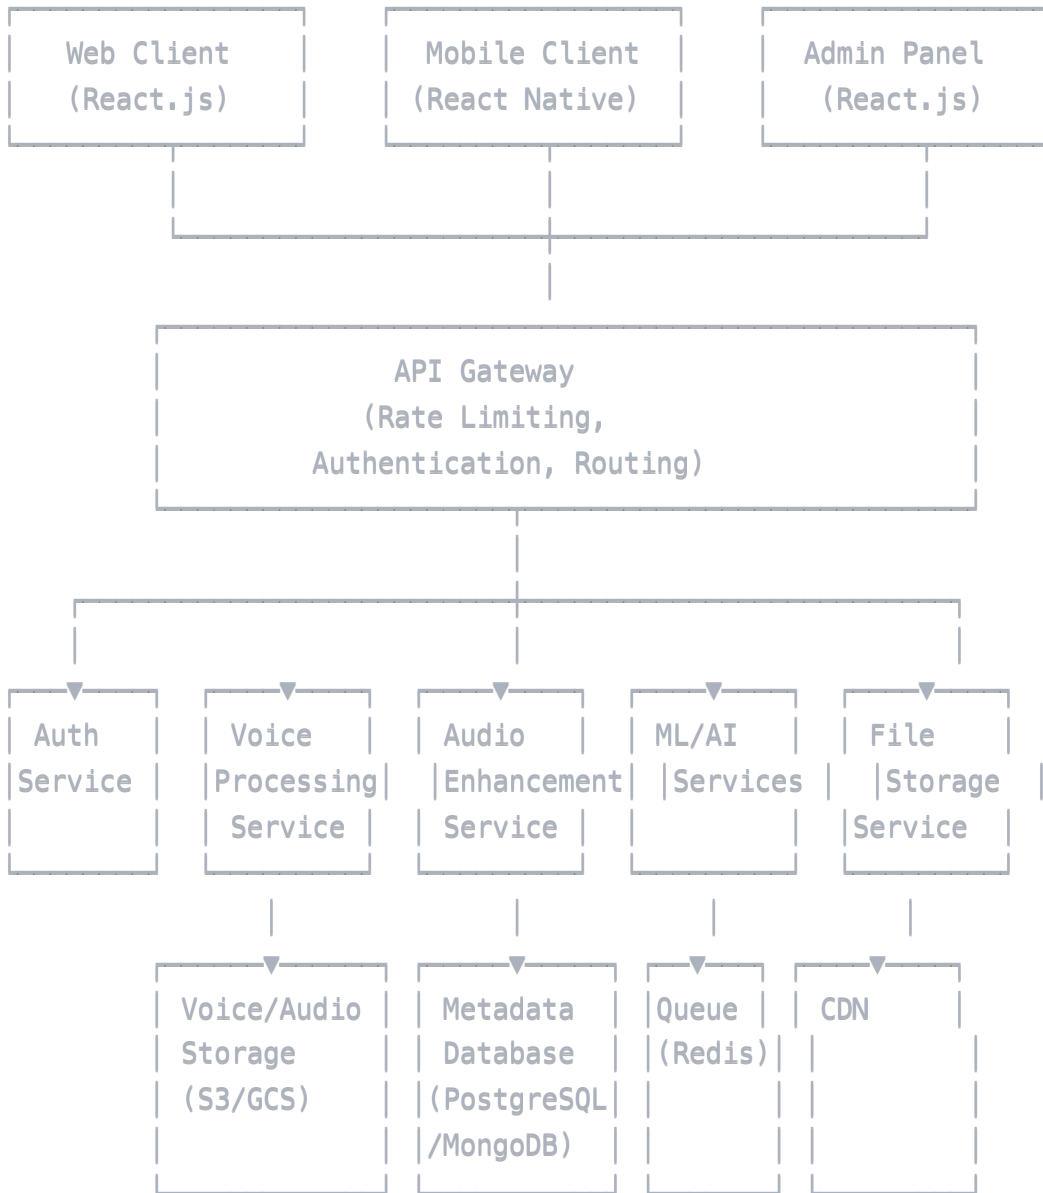 Web Client
(React.js)
Mobile Client
(React Native)
Admin Panel
(React.js)
API Gateway
(Rate Limiting,
Authentication, Routing)
Auth
Service
Voice
Processing
Service
Audio
Enhancement
Service
ML/AI
Services
File
Storage
Service
Voice/Audio
Storage
(S3/GCS)
Metadata
Database
(PostgreSQL
/MongoDB)
Queue
(Redis)
CDN